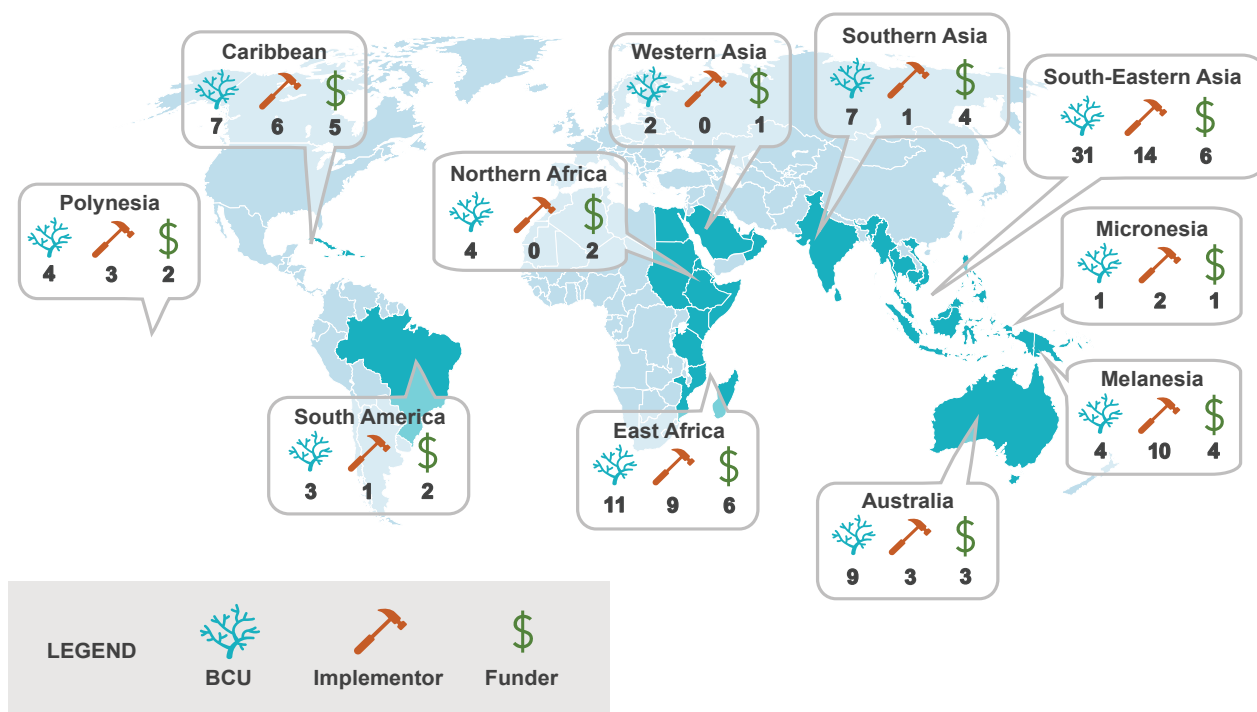 Caribbean
7 6 5
Western Asia
2 0 1
Southern Asia
7 1 4
South-Eastern Asia
31 14 6
Northern Africa
4 0 2
Polynesia
4 3 2
Micronesia
1 2 1
Melanesia
4 10 4
South America
3 1 2
East Africa
11 9 6
Australia
9 3 3
LEGEND
BCU Implementor Funder